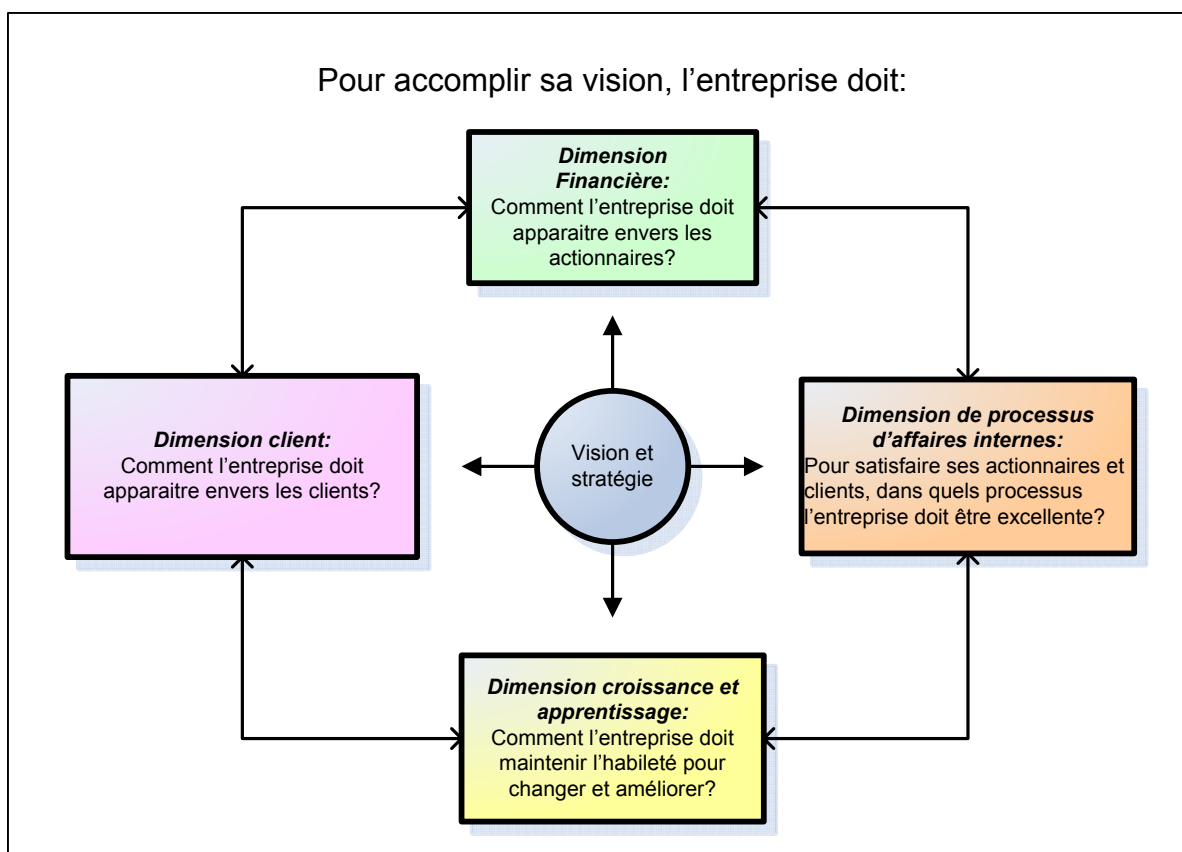 Pour accomplir sa vision, l’entreprise doit:
Dimension
Financière:
Comment l’entreprise doit
apparaitre envers les
actionnaires?
Dimension client:
Comment l’entreprise doit
apparaitre envers les clients?
Vision et
stratégie
Dimension de processus
d’affaires internes:
Pour satisfaire ses actionnaires et
clients, dans quels processus
l’entreprise doit être excellente?
Dimension croissance et
apprentissage:
Comment l’entreprise doit
maintenir l’habileté pour
changer et améliorer?